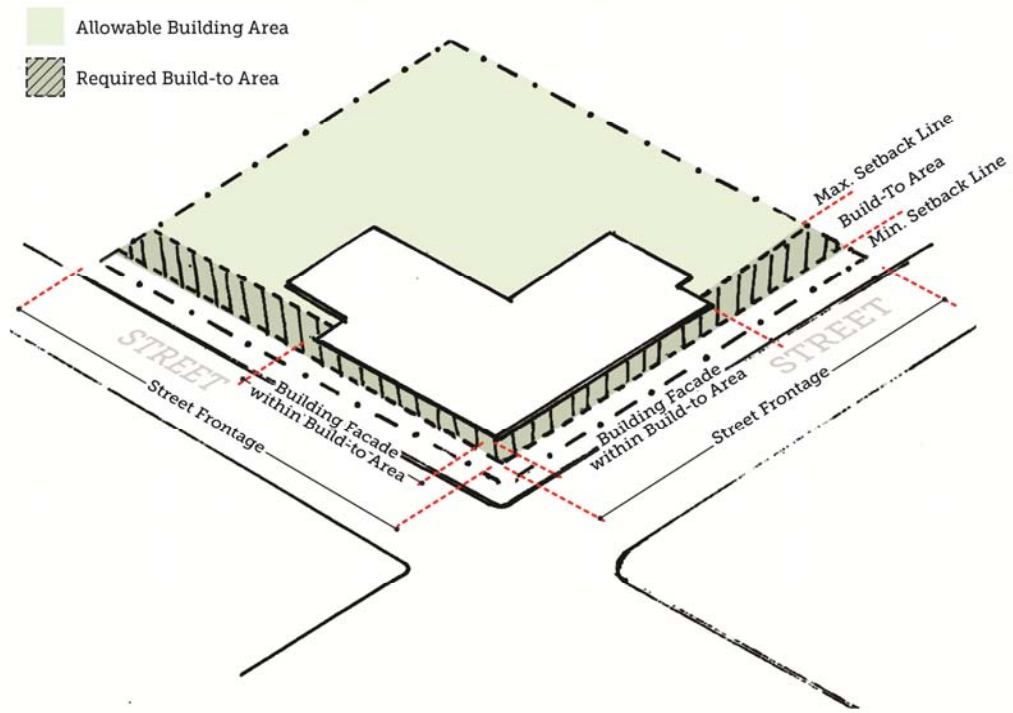 Allowable Building Area
Required Build-to Area
Max. Setback Line
Build-To Area
Min. Setback Line
STREET
STREET
Building Facade
within Build-to Area
Street Frontage
Building Facade
within Build-to Area
Street Frontage